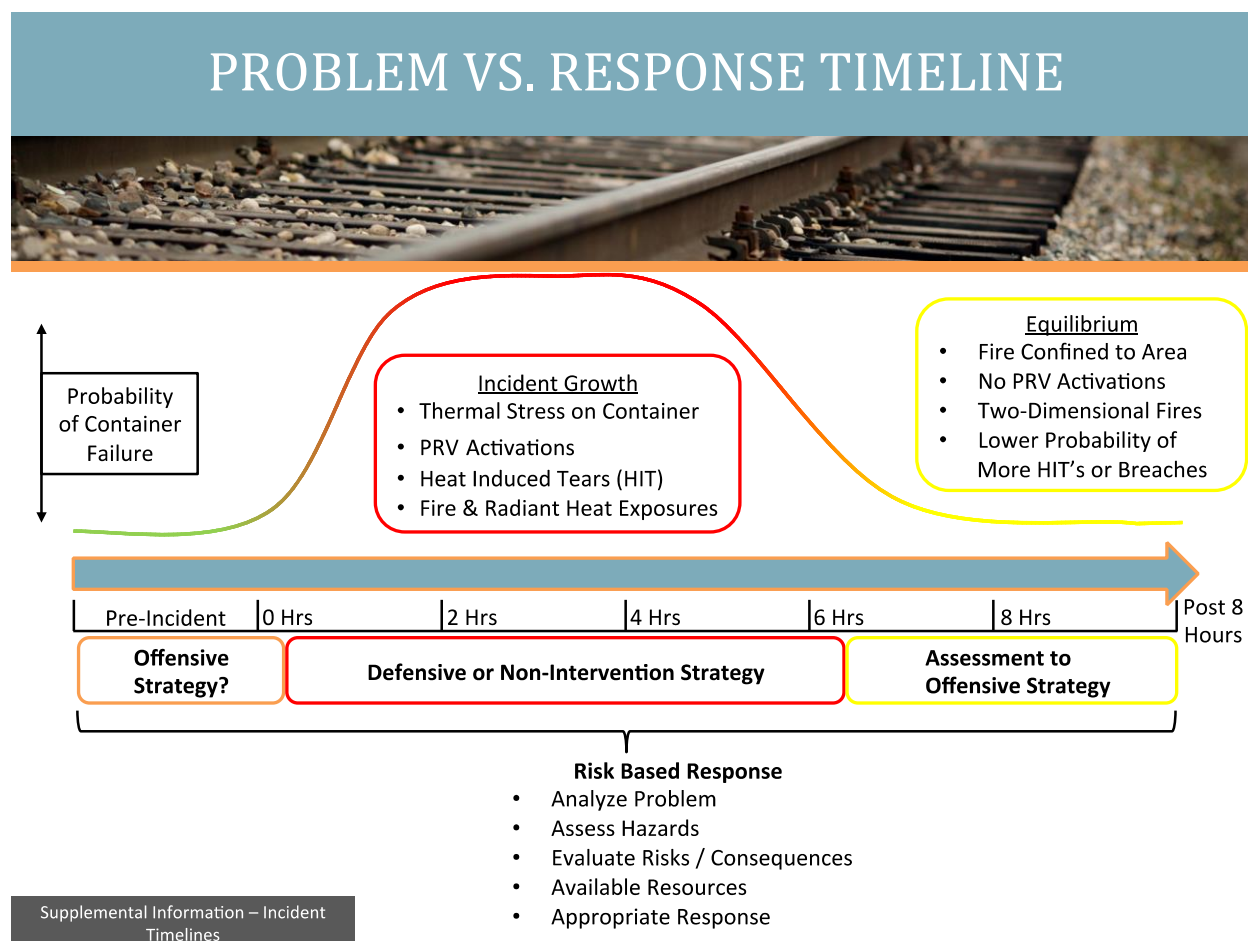 PROBLEM VS. RESPONSE TIMELINE
Probability
of Container
Failure
Incident Growth
• Thermal Stress on Container
• PRV Activations
• Heat Induced Tears (HIT)
• Fire & Radiant Heat Exposures
Equilibrium
• Fire Confined to Area
• No PRV Activations
• Two-Dimensional Fires
• Lower Probability of
More HIT's or Breaches
Pre-Incident
0 Hrs
2 Hrs
4 Hrs
6 Hrs
8 Hrs
Post 8
Hours
Offensive
Strategy?
Defensive or Non-Intervention Strategy
Assessment to
Offensive Strategy
Risk Based Response
• Analyze Problem
• Assess Hazards
• Evaluate Risks / Consequences
• Available Resources
• Appropriate Response
Supplemental Information – Incident
Timelines